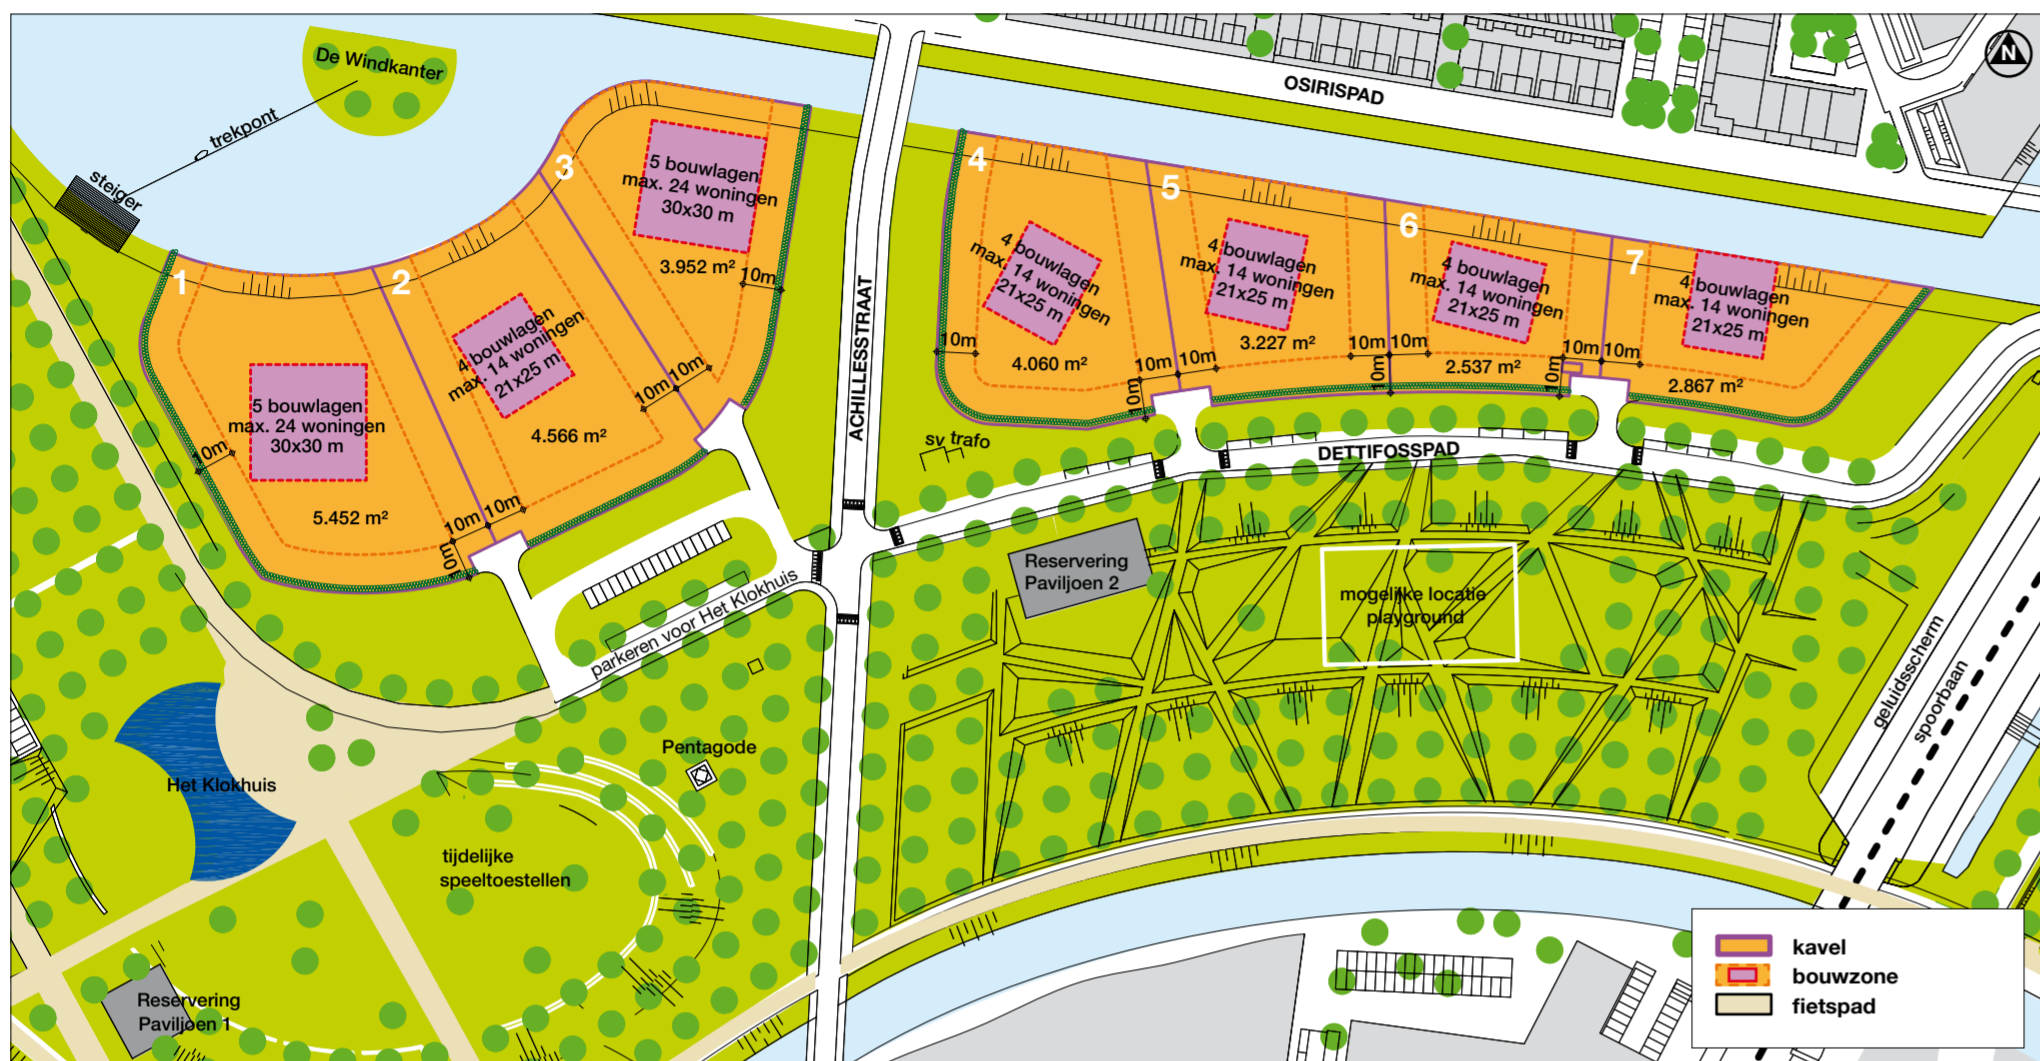 De Windkanter
trekpont
steiger
OSIRISPAD
N
1
2
3
4
5
6
7
5 bouwlagen
max. 24 woningen
30x30 m
5.452 m²
10m
10m
10m
10m
4 bouwlagen
max. 14 woningen
21x25 m
4.566 m²
10m
10m
5 bouwlagen
max. 24 woningen
30x30 m
3.952 m²
10m
ACHILLESSTRAAT
4 bouwlagen
max. 14 woningen
21x25 m
4.060 m²
10m
10m
10m
10m
4 bouwlagen
max. 14 woningen
21x25 m
3.227 m²
10m
10m
10m
4 bouwlagen
max. 14 woningen
21x25 m
2.537 m²
10m
10m
10m
4 bouwlagen
max. 14 woningen
21x25 m
2.867 m²
sv trafo
DETTIFOSSPAD
parkeren voor Het Klokhuis
Reservering
Paviljoen 2
mogelijke locatie
playground
geluidsscherm
spoorbaan
Pentagode
Het Klokhuis
tijdelijke
speeltoestellen
Reservering
Paviljoen 1
kavel
bouwzone
fietspad